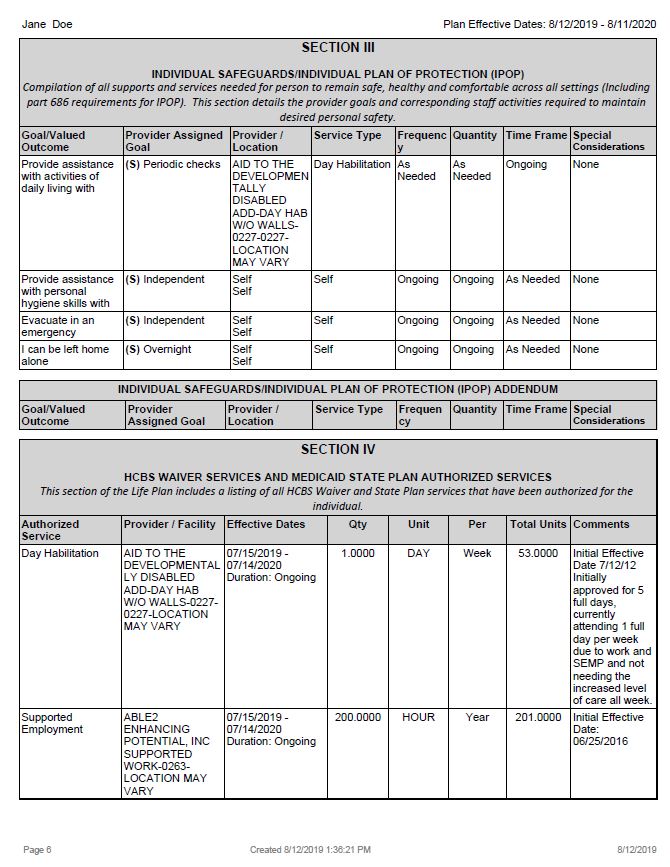 Jane Doe
Plan Effective Dates: 8/12/2019 - 8/11/2020
SECTION III
INDIVIDUAL SAFEGUARDS/INDIVIDUAL PLAN OF PROTECTION (IPOP)
Compilation of all supports and services needed for person to remain safe, healthy and comfortable across all settings (Including
part 686 requirements for IPOP). This section details the provider goals and corresponding staff activities required to maintain
desired personal safety.
Goal/Valued
Outcome
Provider Assigned
Goal
Provider /
Location
Service Type
Frequenc
y
Quantity
Time Frame
Special
Considerations
Provide assistance
with activities of
daily living with
(S) Periodic checks
AID TO THE
DEVELOPMEN
TALLY
DISABLED
ADD-DAY HAB
W/O WALLS-
0227-0227-
LOCATION
MAY VARY
Day Habilitation
As
Needed
As
Needed
Ongoing
None
Provide assistance
with personal
hygiene skills with
(S) Independent
Self
Self
Self
Ongoing
Ongoing
As Needed
None
Evacuate in an
emergency
(S) Independent
Self
Self
Self
Ongoing
Ongoing
As Needed
None
I can be left home
alone
(S) Overnight
Self
Self
Self
Ongoing
Ongoing
As Needed
None
INDIVIDUAL SAFEGUARDS/INDIVIDUAL PLAN OF PROTECTION (IPOP) ADDENDUM
Goal/Valued
Outcome
Provider
Assigned Goal
Provider /
Location
Service Type
Frequen
cy
Quantity
Time Frame
Special
Considerations
SECTION IV
HCBS WAIVER SERVICES AND MEDICAID STATE PLAN AUTHORIZED SERVICES
This section of the Life Plan includes a listing of all HCBS Waiver and State Plan services that have been authorized for the
individual.
Authorized
Service
Provider / Facility
Effective Dates
Qty
Unit
Per
Total Units
Comments
Day Habilitation
AID TO THE
DEVELOPMENTAL
LY DISABLED
ADD-DAY HAB
W/O WALLS-0227-
0227-LOCATION
MAY VARY
07/15/2019 -
07/14/2020
Duration: Ongoing
1.0000
DAY
Week
53.0000
Initial Effective
Date 7/12/12
Initially
approved for 5
full days,
currently
attending 1 full
day per week
due to work and
SEMP and not
needing the
increased level
of care all week.
Supported
Employment
ABLE2
ENHANCING
POTENTIAL, INC
SUPPORTED
WORK-0263-
LOCATION MAY
VARY
07/15/2019 -
07/14/2020
Duration: Ongoing
200.0000
HOUR
Year
201.0000
Initial Effective
Date:
06/25/2016
Page 6
Created 8/12/2019 1:36:21 PM
8/12/2019